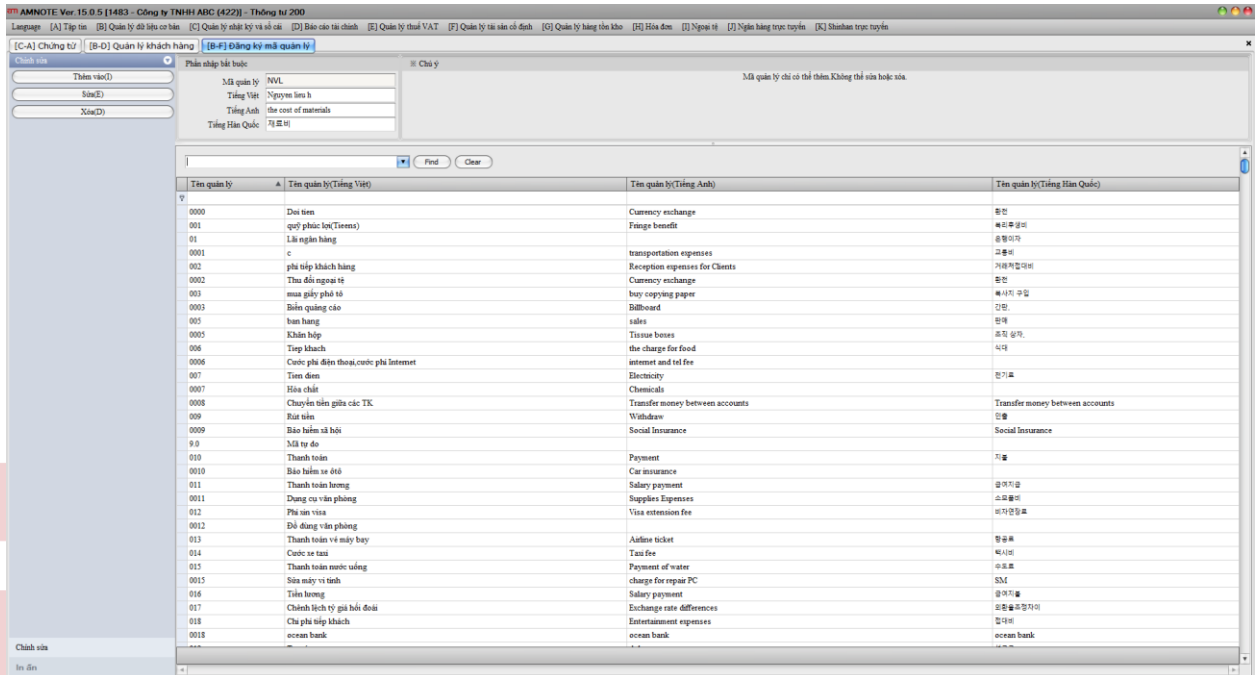 AMNOTE Ver.15.0.5 [1483 - Công ty TNHH ABC (422)] - Thông tư 200
Language [A] Tập tin [B] Quản lý dữ liệu cơ bản [C] Quản lý nhật ký và sổ cái [D] Báo cáo tài chính [E] Quản lý thuế VAT [F] Quản lý tài sản cố định [G] Quản lý hàng tồn kho [H] Hóa đơn [I] Ngoại tệ [J] Ngân hàng trực tuyến [K] Shinhan trực tuyến
[C-A] Chứng từ [B-D] Quản lý khách hàng [B-F] Đăng ký mã quản lý
Chỉnh sửa
Thêm vào(I)
Sửa(E)
Xóa(D)
Phần nhập bắt buộc
Mã quản lý NVL
Tiếng Việt Nguyen lieu h
Tiếng Anh the cost of materials
Tiếng Hàn Quốc 재료비
Chú ý
Mã quản lý chỉ có thể thêm.Không thể sửa hoặc xóa.
Find Clear
Tên quản lý Tên quản lý(Tiếng Việt) Tên quản lý(Tiếng Anh) Tên quản lý(Tiếng Hàn Quốc)
0000 Doi tien Currency exchange 환전
001 quỹ phúc lợi(Tieens) Fringe benefit 복리후생비
01 Lãi ngân hàng 은행이자
0001 c transportation expenses 교통비
002 phí tiếp khách hàng Reception expenses for Clients 거래처접대비
0002 Thu đổi ngoại tệ Currency exchange 환전
003 mua giấy phô tô buy copying paper 복사지 구입
0003 Biển quảng cáo Billboard 간판,
005 ban hang sales 판매
0005 Khăn hộp Tissue boxes 조직 상자,
006 Tiep khach the charge for food 식대
0006 Cước phí điện thoại,cước phí Internet internet and tel fee
007 Tien dien Electricity 전기료
0007 Hóa chất Chemicals
0008 Chuyển tiền giữa các TK Transfer money between accounts Transfer money between accounts
009 Rút tiền Withdraw 인출
0009 Bảo hiểm xã hội Social Insurance Social Insurance
9.0 Mã tự do
010 Thanh toán Payment 지불
0010 Bảo hiểm xe ôtô Car insurance
011 Thanh toán lương Salary payment 급여지급
0011 Dụng cụ văn phòng Supplies Expenses 소모품비
012 Phí xin visa Visa extension fee 비자연장료
0012 Đồ dùng văn phòng
013 Thanh toán vé máy bay Airline ticket 항공료
014 Cước xe taxi Taxi fee 택시비
015 Thanh toán nước uống Payment of water 수도료
0015 Sửa máy vi tính charge for repair PC SM
016 Tiền lương Salary payment 급여지불
017 Chênh lệch tỷ giá hối đoái Exchange rate differences 외환율조정차이
018 Chi phí tiếp khách Entertainment expenses 접대비
0018 ocean bank ocean bank ocean bank
Chỉnh sửa
In ấn